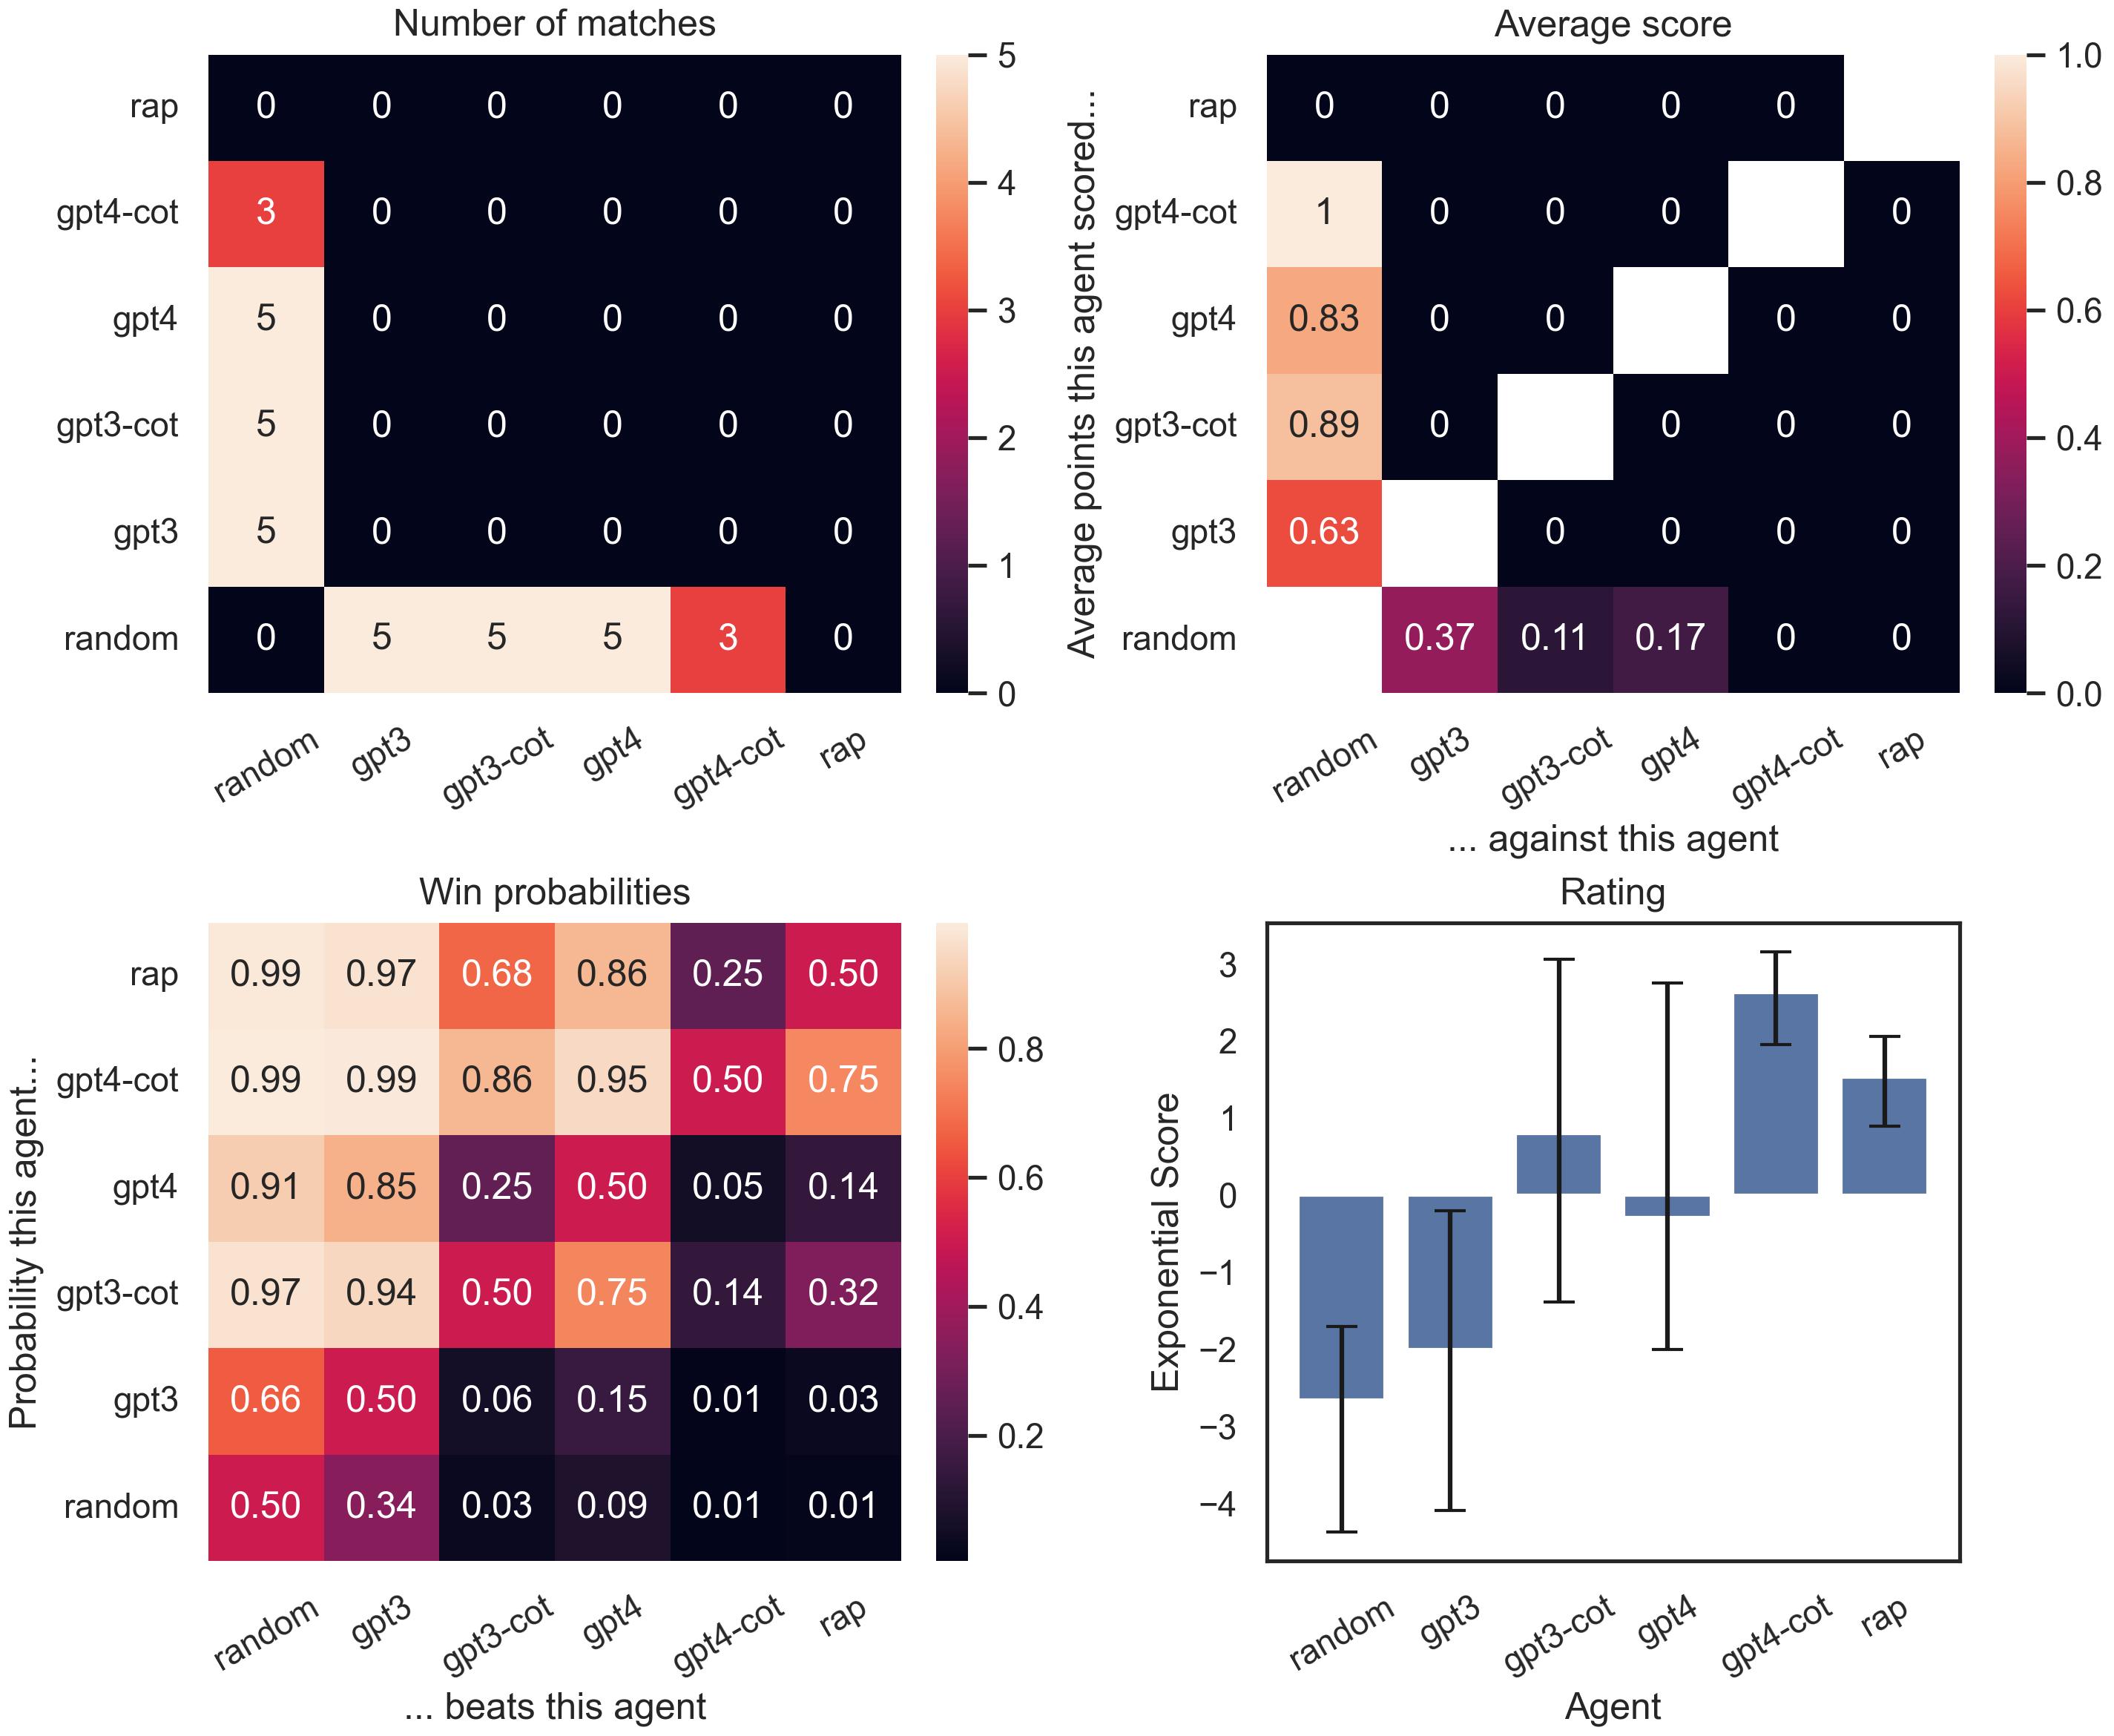 Number of matches
rap 0 0 0 0 0 0
gpt4-cot 3 0 0 0 0 0
gpt4 5 0 0 0 0 0
gpt3-cot 5 0 0 0 0 0
gpt3 5 0 0 0 0 0
random 0 5 5 5 3 0
random gpt3 gpt3-cot gpt4 gpt4-cot rap
5
4
3
2
1
0
Average score
Average points this agent scored...
rap 0 0 0 0 0
gpt4-cot 1 0 0 0 0
gpt4 0.83 0 0 0 0
gpt3-cot 0.89 0 0 0 0
gpt3 0.63 0 0 0 0
random 0.37 0.11 0.17 0 0
random gpt3 gpt3-cot gpt4 gpt4-cot rap
... against this agent
1.0
0.8
0.6
0.4
0.2
0.0
Win probabilities
Probability this agent...
rap 0.99 0.97 0.68 0.86 0.25 0.50
gpt4-cot 0.99 0.99 0.86 0.95 0.50 0.75
gpt4 0.91 0.85 0.25 0.50 0.05 0.14
gpt3-cot 0.97 0.94 0.50 0.75 0.14 0.32
gpt3 0.66 0.50 0.06 0.15 0.01 0.03
random 0.50 0.34 0.03 0.09 0.01 0.01
random gpt3 gpt3-cot gpt4 gpt4-cot rap
... beats this agent
0.8
0.6
0.4
0.2
Rating
Exponential Score
3
2
1
0
−1
−2
−3
−4
random gpt3 gpt3-cot gpt4 gpt4-cot rap
Agent